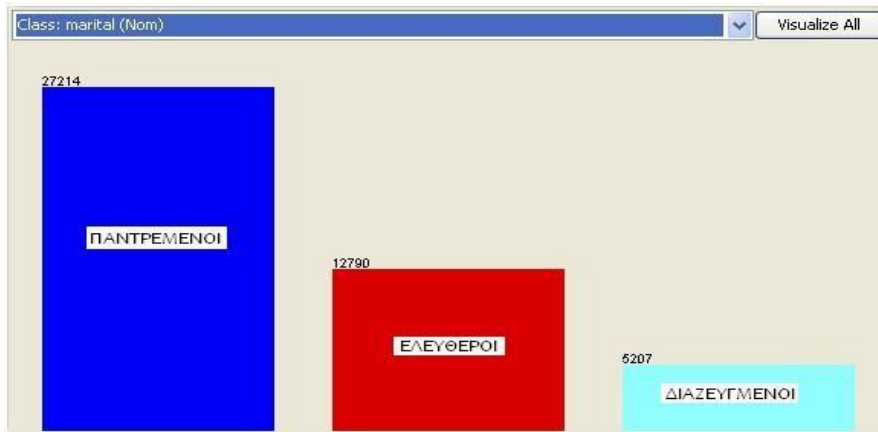 Class: marital (Nom)
Visualize All
27214
ΠΑΝΤΡΕΜΕΝΟΙ
12790
ΕΛΕΥΘΕΡΟΙ
5207
ΔΙΑΖΕΥΓΜΕΝΟΙ